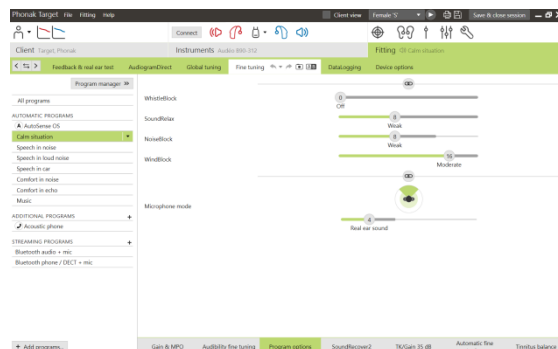 Phonak Target File Fitting Help
Client view Female '5' Save & close session
Connect
Client Target, Phonak
Instruments Audéo B90-312
Fitting Calm situation
Feedback & real ear test AudiogramDirect Global tuning Fine tuning DataLogging Device options
Program manager
All programs
AUTOMATIC PROGRAMS
A AutoSense OS
Calm situation
Speech in noise
Speech in loud noise
Speech in car
Comfort in noise
Comfort in echo
Music
ADDITIONAL PROGRAMS +
Acoustic phone
STREAMING PROGRAMS +
Bluetooth audio + mic
Bluetooth phone / DECT + mic
+ Add programs...
WhistleBlock
0
Off
SoundRelax
8
Weak
NoiseBlock
8
Weak
WindBlock
16
Moderate
Microphone mode
4
Real ear sound
Gain & MPO Audibility fine tuning Program options SoundRecover2 TK/Gain 35 dB Automatic fine Tinnitus balance